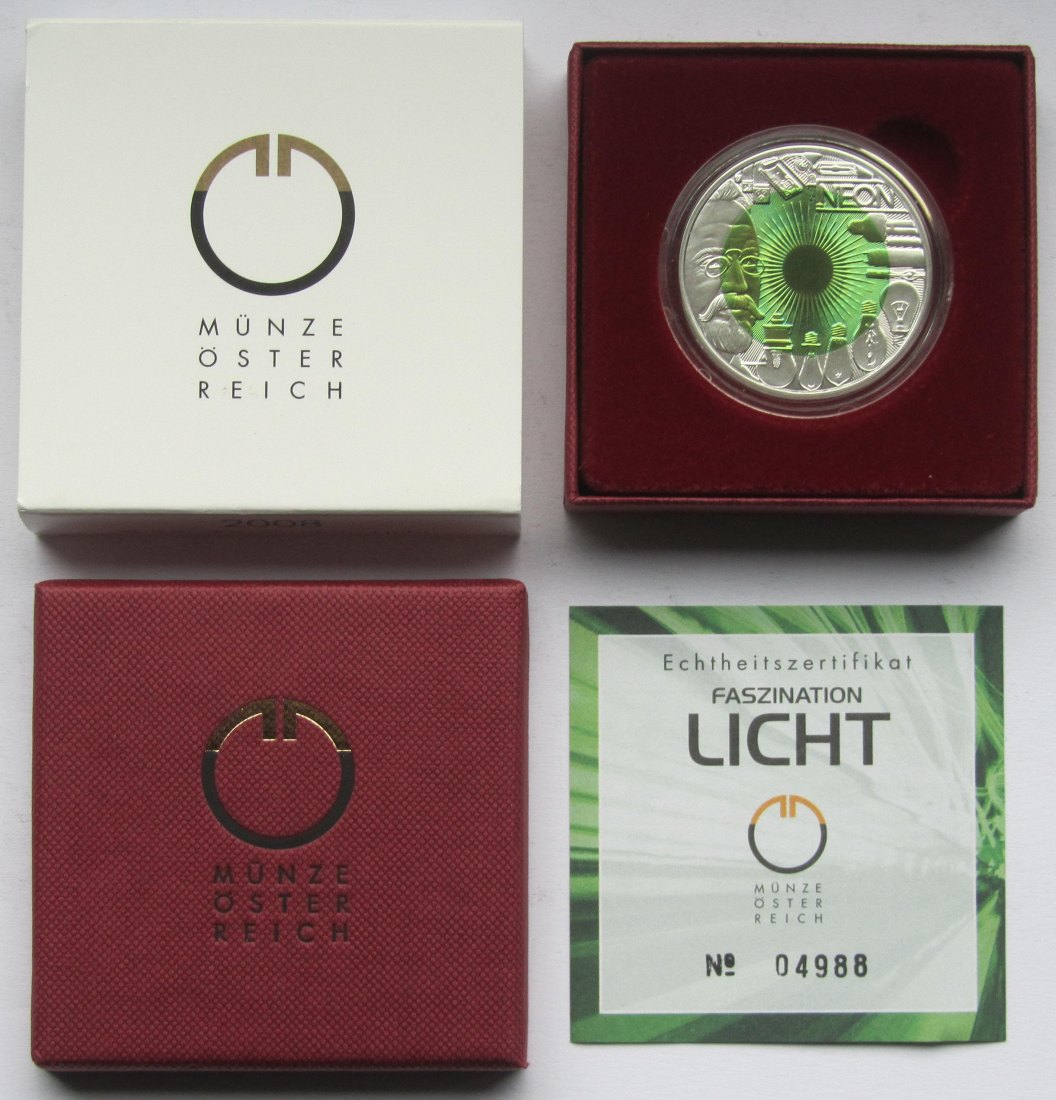 MÜNZE
ÖSTER
REICH
2008
NEON
MÜNZE
ÖSTER
REICH
Echtheitszertifikat
FASZINATION
LICHT
MÜNZE
ÖSTER
REICH
Nº 04988